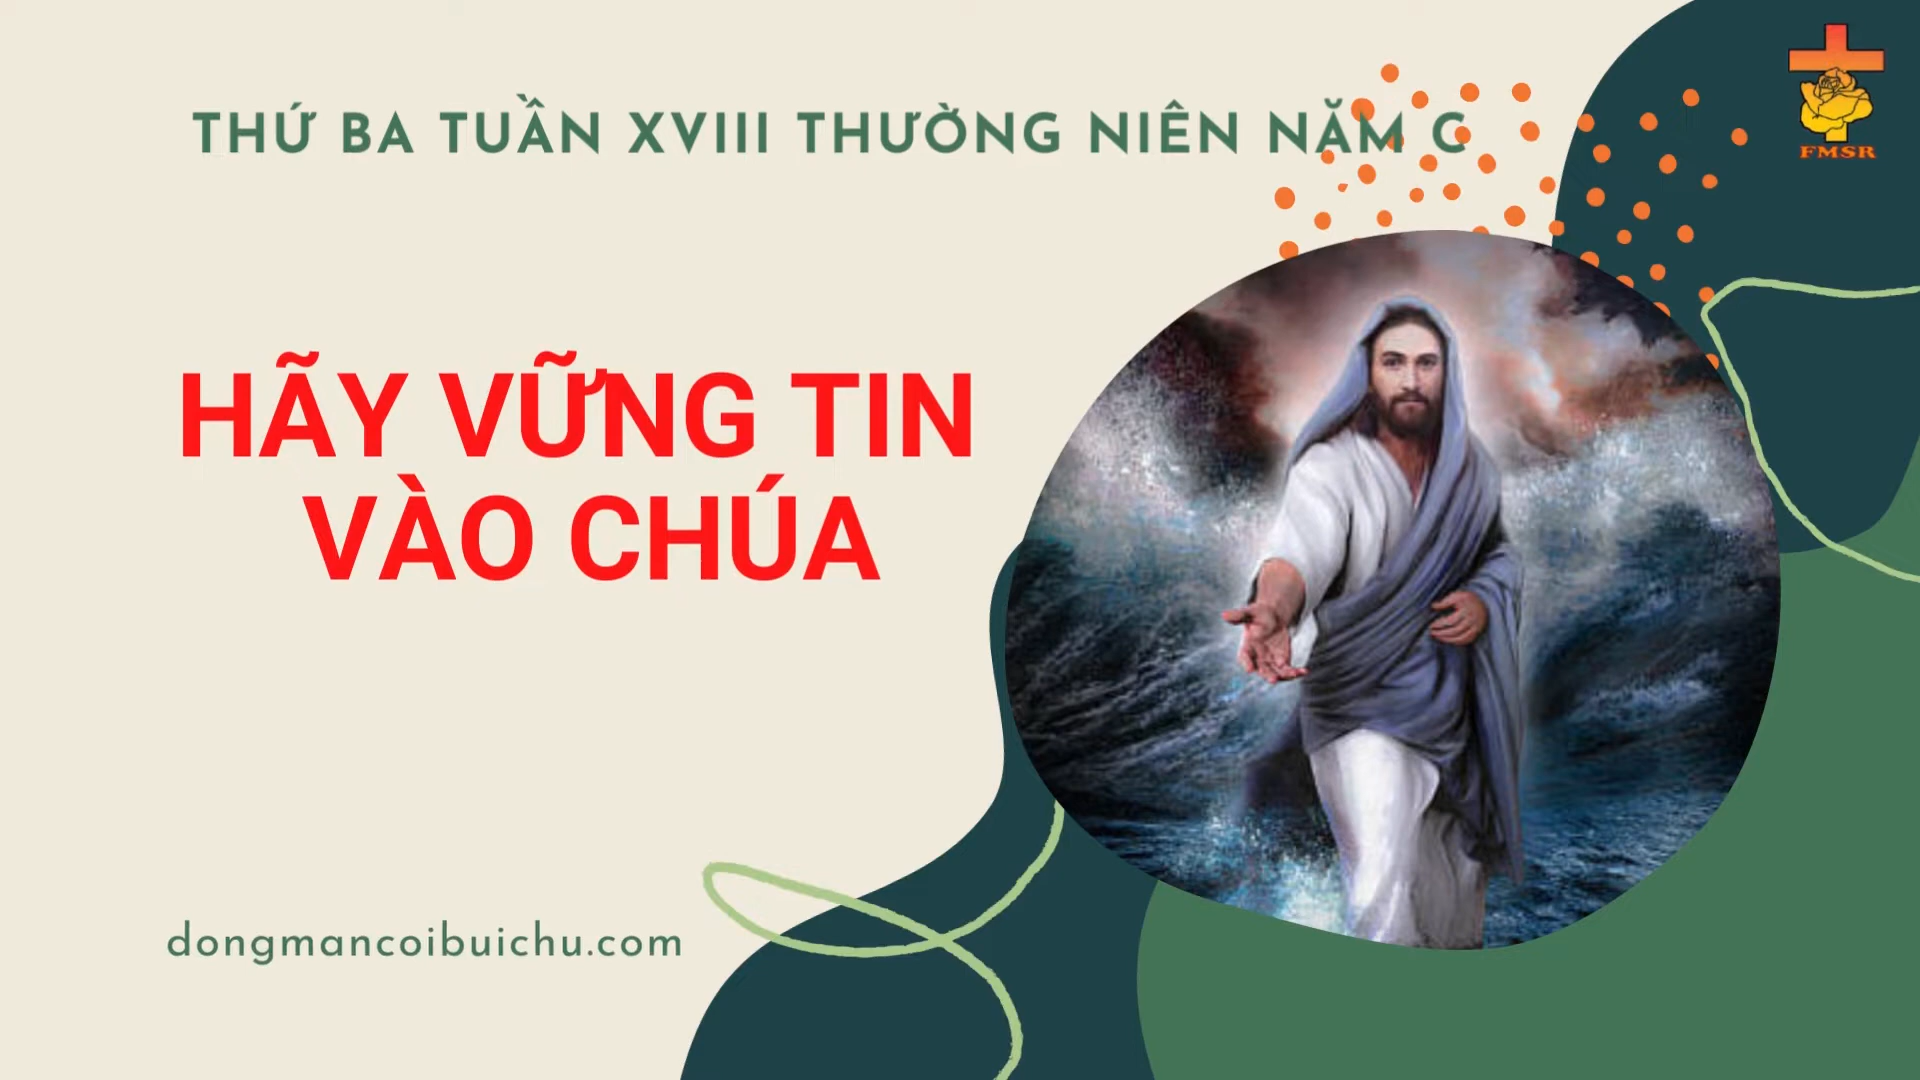 THỨ BA TUẦN XVIII THƯỜNG NIÊN NĂM C
FMSR
HÃY VỮNG TIN
VÀO CHÚA
dongmancoibuichu.com